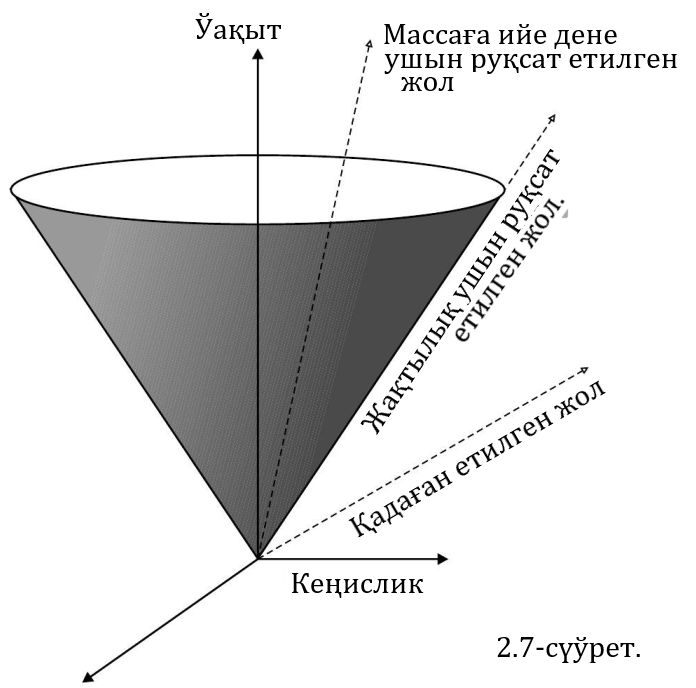 Ўақыт
Массаға ийе дене
ушын руқсат етилген
жол
Жақтылық ушын руқсат
етилген жол.
Қадаған етилген жол
Кеңислик
2.7-сүўрет.